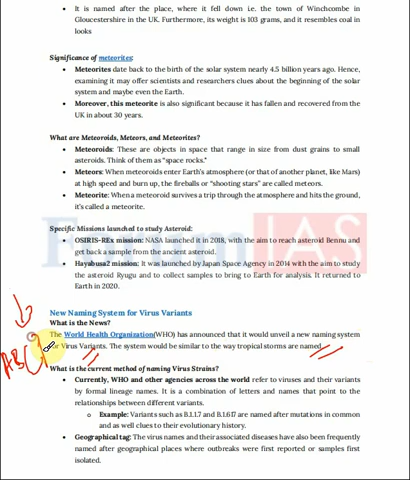 • It is named after the place, where it fell down i.e. the town of Winchcombe in
Gloucestershire in the UK. Furthermore, its weight is 103 grams, and it resembles coal in
looks
Significance of meteorites:
• Meteorites date back to the birth of the solar system nearly 4.5 billion years ago. Hence,
examining it may offer scientists and researchers clues about the beginning of the solar
system and maybe even the Earth.
• Moreover, this meteorite is also significant because it has fallen and recovered from the
UK in about 30 years.
What are Meteoroids, Meteors, and Meteorites?
• Meteoroids: These are objects in space that range in size from dust grains to small
asteroids. Think of them as "space rocks."
• Meteors: When meteoroids enter Earth's atmosphere (or that of another planet, like Mars)
at high speed and burn up, the fireballs or "shooting stars" are called meteors.
• Meteorite: When a meteoroid survives a trip through the atmosphere and hits the ground,
it's called a meteorite.
Forum IAS
Specific Missions launched to study Asteroid:
• OSIRIS-REx mission: NASA launched it in 2018, with the aim to reach asteroid Bennu and
get back a sample from the ancient asteroid.
• Hayabusa2 mission: It was launched by Japan Space Agency in 2014 with the aim to study
the asteroid Ryugu and to collect samples to bring to Earth for analysis. It returned to
Earth in 2020.
New Naming System for Virus Variants
What is the News?
The World Health Organization(WHO) has announced that it would unveil a new naming system
for Virus Variants. The system would be similar to the way tropical storms are named
ABC
What is the current method of naming Virus Strains?
• Currently, WHO and other agencies across the world refer to viruses and their variants
by formal lineage names. It is a combination of letters and names that point to the
relationships between different variants.
o Example: Variants such as B.1.1.7 and B.1.617 are named after mutations in common
and as well clues to their evolutionary history.
• Geographical tag: The virus names and their associated diseases have also been frequently
named after geographical places where outbreaks were first reported or samples first
isolated.